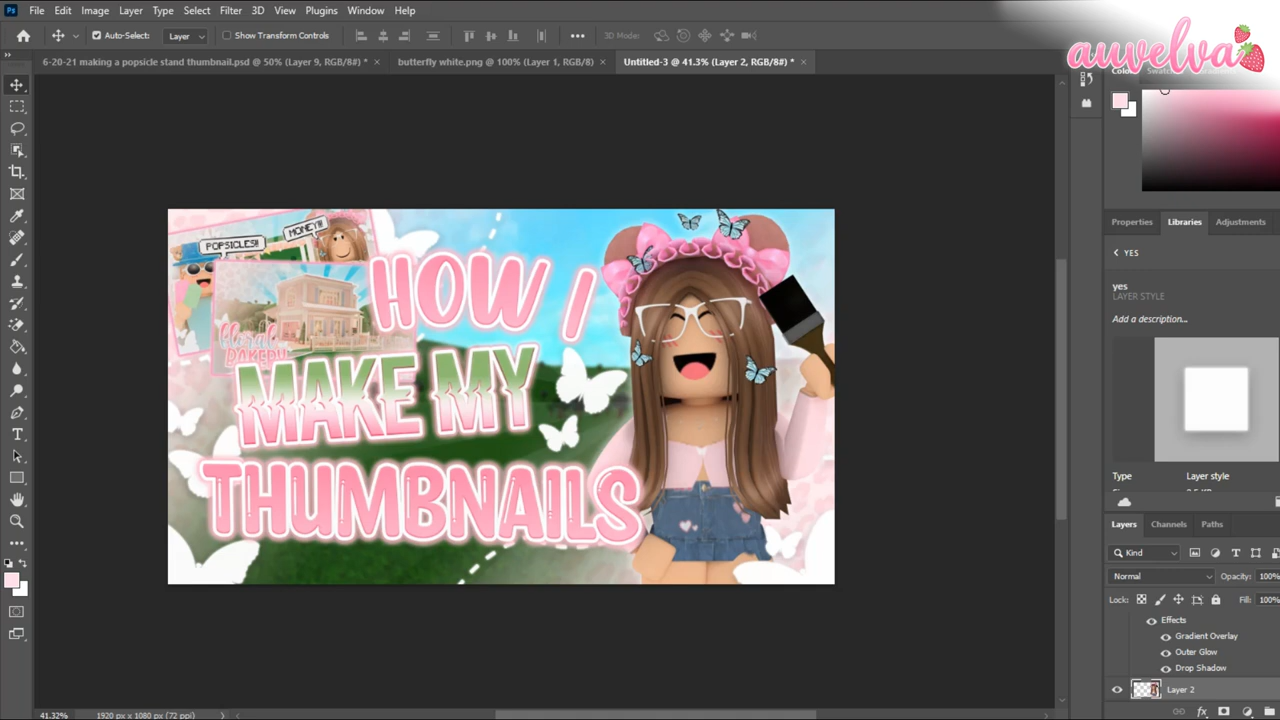 Ps File Edit Image Layer Type Select Filter 3D View Plugins Window Help
Auto-Select: Layer Show Transform Controls 3D Mode:
auvelva
6-20-21 making a popsicle stand thumbnail.psd @ 50% (Layer 9, RGB/8#) * × butterfly white.png @ 100% (Layer 1, RGB/8) × Untitled-3 @ 41.3% (Layer 2, RGB/8#) * ×
POPSICLES!! MONEY!!!
HOW I
floral
BAKERY
MAKE MY
THUMBNAILS
Properties Libraries Adjustments
YES
yes
LAYER STYLE
Add a description...
Type Layer style
Layers Channels Paths
Kind
Normal Opacity: 100%
Lock: Fill: 100%
Effects
Gradient Overlay
Outer Glow
Drop Shadow
Layer 2
fx
41.32% 1920 px x 1080 px (72 ppi)